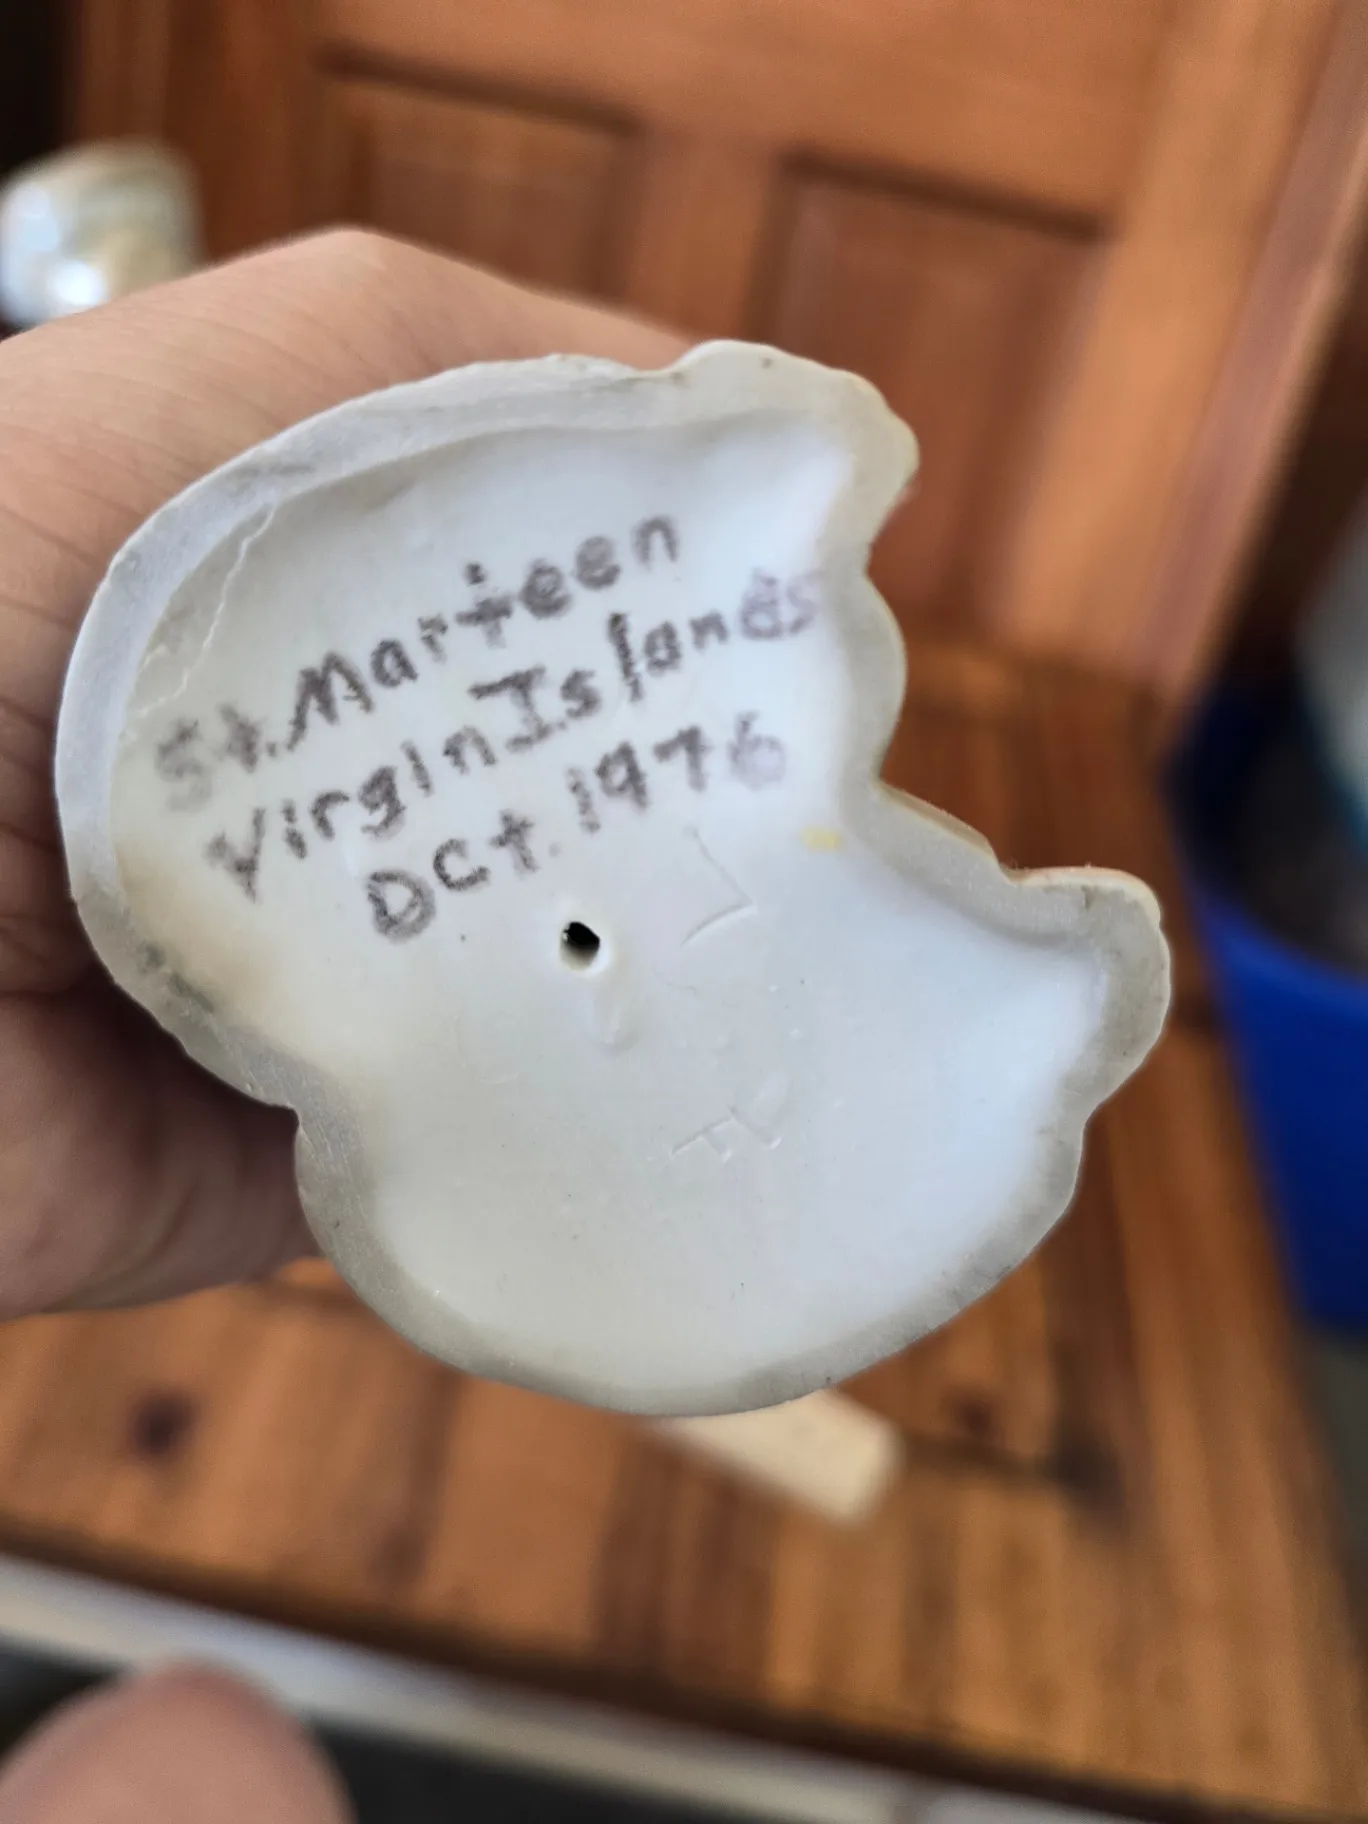 St. Marteen
Virgin Islands
Oct. 1976